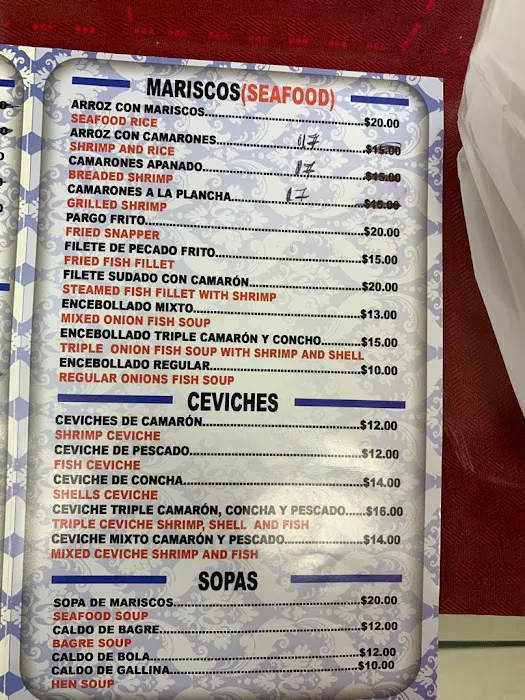 MARISCOS(SEAFOOD)
ARROZ CON MARISCOS..........$20.00
SEAFOOD RICE
ARROZ CON CAMARONES.......... 17 $15.00
SHRIMP AND RICE
CAMARONES APANADO.......... 17 $15.00
BREADED SHRIMP
CAMARONES A LA PLANCHA.......... 17 $15.00
GRILLED SHRIMP
PARGO FRITO..........$20.00
FRIED SNAPPER
FILETE DE PECADO FRITO..........$15.00
FRIED FISH FILLET
FILETE SUDADO CON CAMARÓN..........$20.00
STEAMED FISH FILLET WITH SHRIMP
ENCEBOLLADO MIXTO..........$13.00
MIXED ONION FISH SOUP
ENCEBOLLADO TRIPLE CAMARÓN Y CONCHO..........$15.00
TRIPLE ONION FISH SOUP WITH SHRIMP AND SHELL
ENCEBOLLADO REGULAR..........$10.00
REGULAR ONIONS FISH SOUP
CEVICHES
CEVICHES DE CAMARÓN..........$12.00
SHRIMP CEVICHE
CEVICHE DE PESCADO..........$12.00
FISH CEVICHE
CEVICHE DE CONCHA..........$14.00
SHELLS CEVICHE
CEVICHE TRIPLE CAMARÓN, CONCHA Y PESCADO......$16.00
TRIPLE CEVICHE SHRIMP, SHELL AND FISH
CEVICHE MIXTO CAMARÓN Y PESCADO..........$14.00
MIXED CEVICHE SHRIMP AND FISH
SOPAS
SOPA DE MARISCOS..........$20.00
SEAFOOD SOUP
CALDO DE BAGRE..........$12.00
BAGRE SOUP
CALDO DE BOLA..........$12.00
CALDO DE GALLINA..........$10.00
HEN SOUP